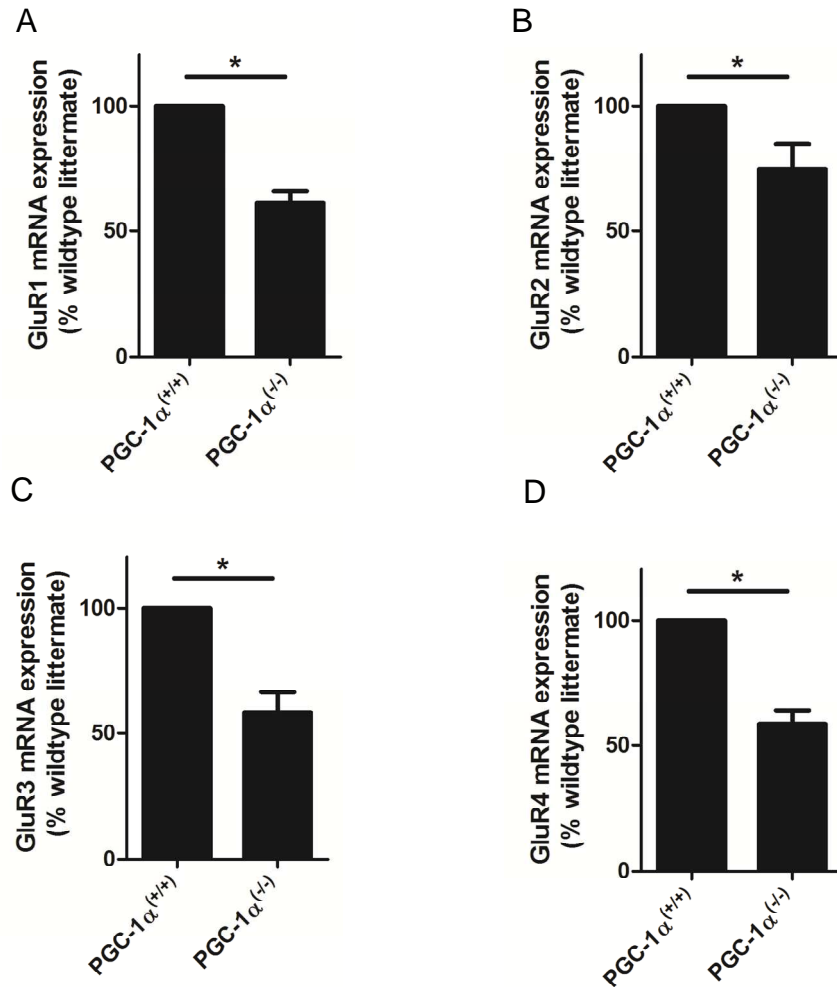 A
GluR1 mRNA expression
(% wildtype littermate)
100
50
0
*
PGC-1α(+/+)
PGC-1α(-/-)
B
GluR2 mRNA expression
(% wildtype littermate)
100
50
0
*
PGC-1α(+/+)
PGC-1α(-/-)
C
GluR3 mRNA expression
(% wildtype littermate)
100
50
0
*
PGC-1α(+/+)
PGC-1α(-/-)
D
GluR4 mRNA expression
(% wildtype littermate)
100
50
0
*
PGC-1α(+/+)
PGC-1α(-/-)